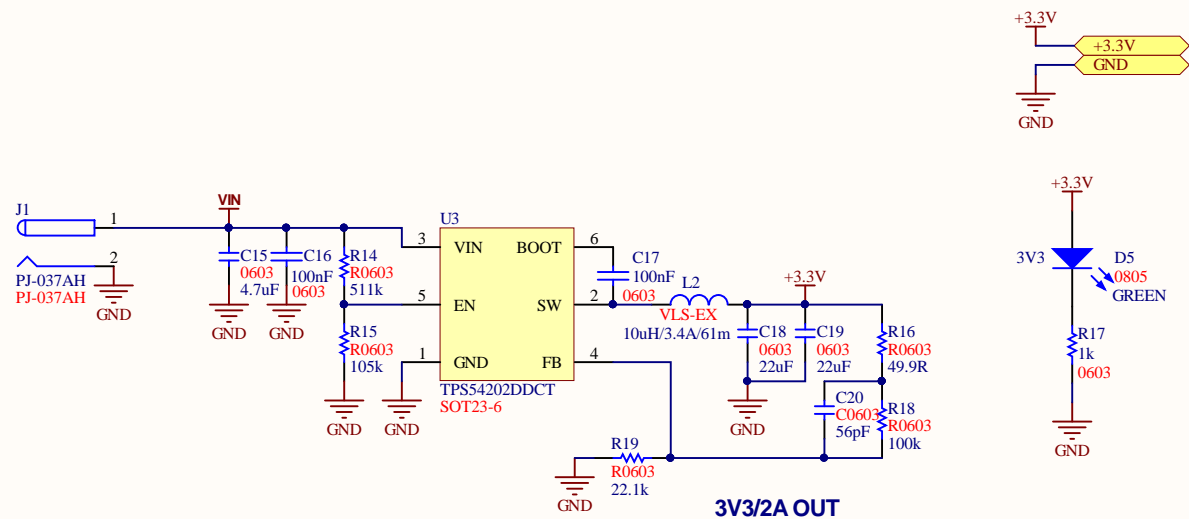 +3.3V
+3.3V
GND
GND
J1
1
2
PJ-037AH
PJ-037AH
GND
VIN
C15
0603
4.7uF
GND
C16
100nF
0603
GND
R14
R0603
511k
R15
R0603
105k
GND
GND
U3
3
VIN
BOOT
6
5
EN
SW
2
1
GND
FB
4
TPS54202DDCT
SOT23-6
C17
100nF
0603
L2
VLS-EX
10uH/3.4A/61m
+3.3V
C18
0603
22uF
C19
0603
22uF
GND
R16
R0603
49.9R
C20
C0603
56pF
R18
R0603
100k
R19
R0603
22.1k
GND
3V3/2A OUT
+3.3V
3V3
D5
0805
GREEN
R17
1k
0603
GND